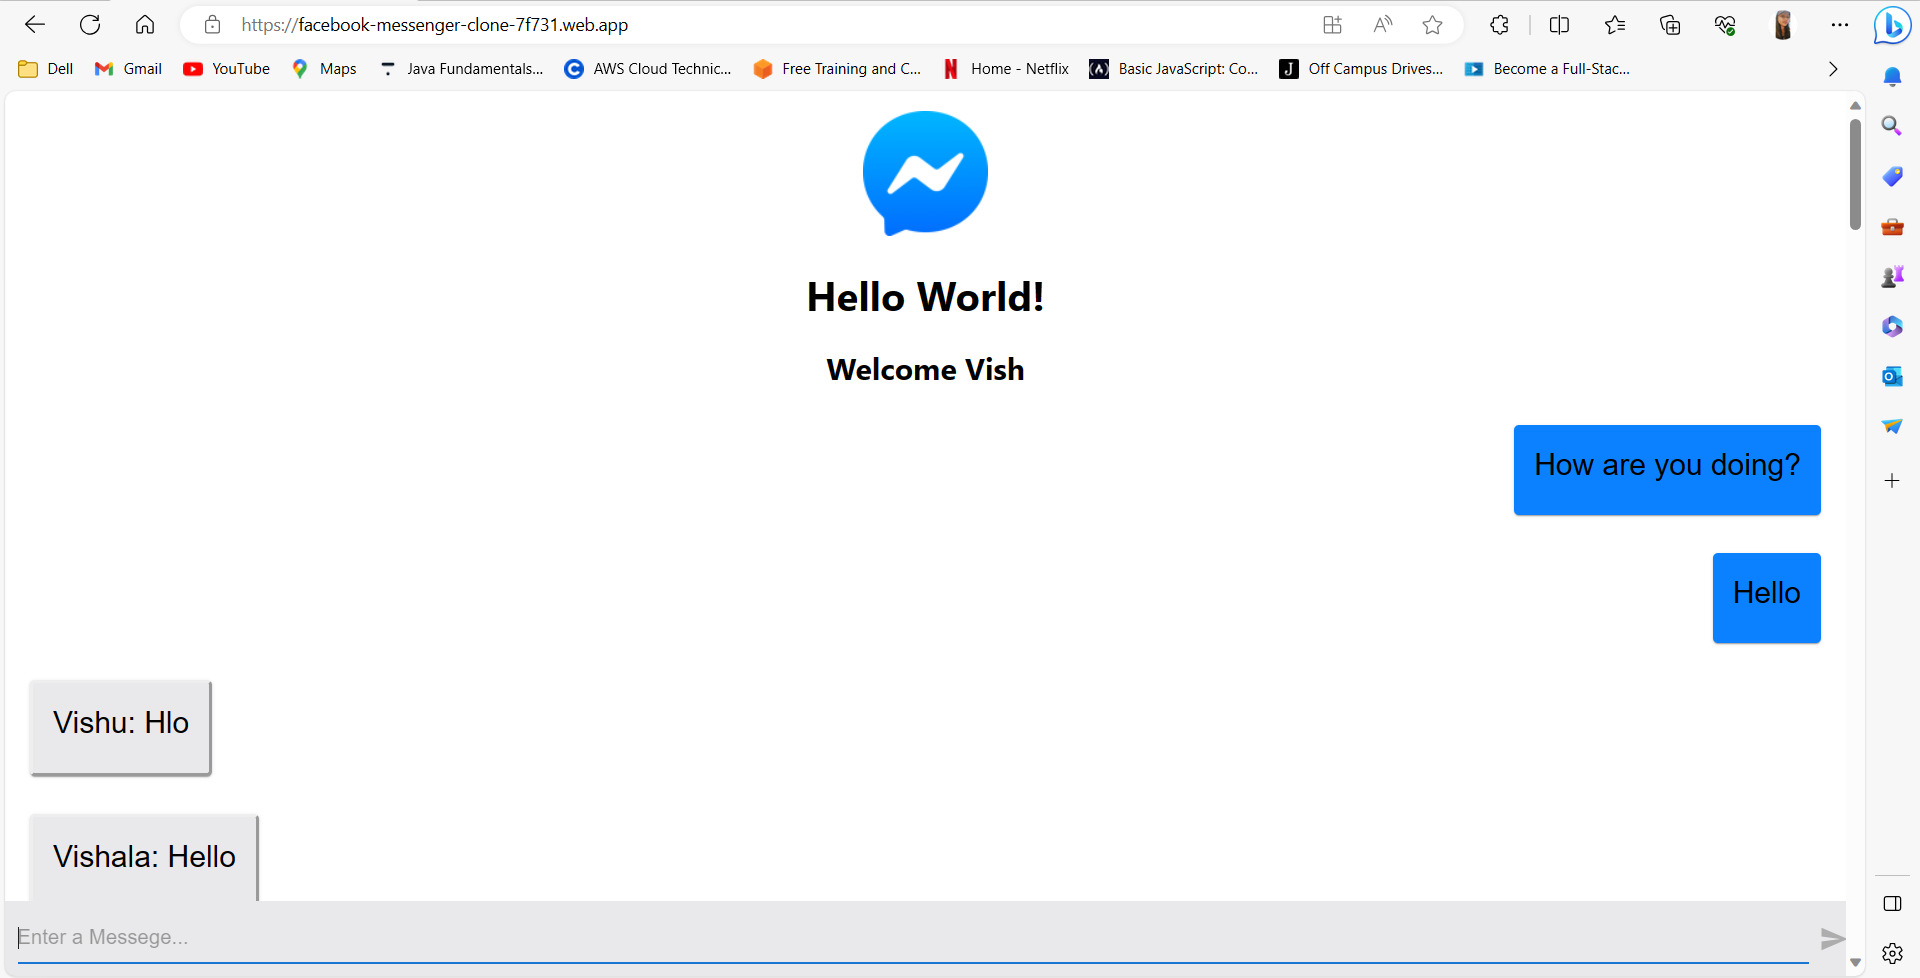 https://facebook-messenger-clone-7f731.web.app
Dell Gmail YouTube Maps Java Fundamentals... AWS Cloud Technic... Free Training and C... Home - Netflix Basic JavaScript: Co... Off Campus Drives... Become a Full-Stac...
Hello World!
Welcome Vish
How are you doing?
Hello
Vishu: Hlo
Vishala: Hello
Enter a Messege...